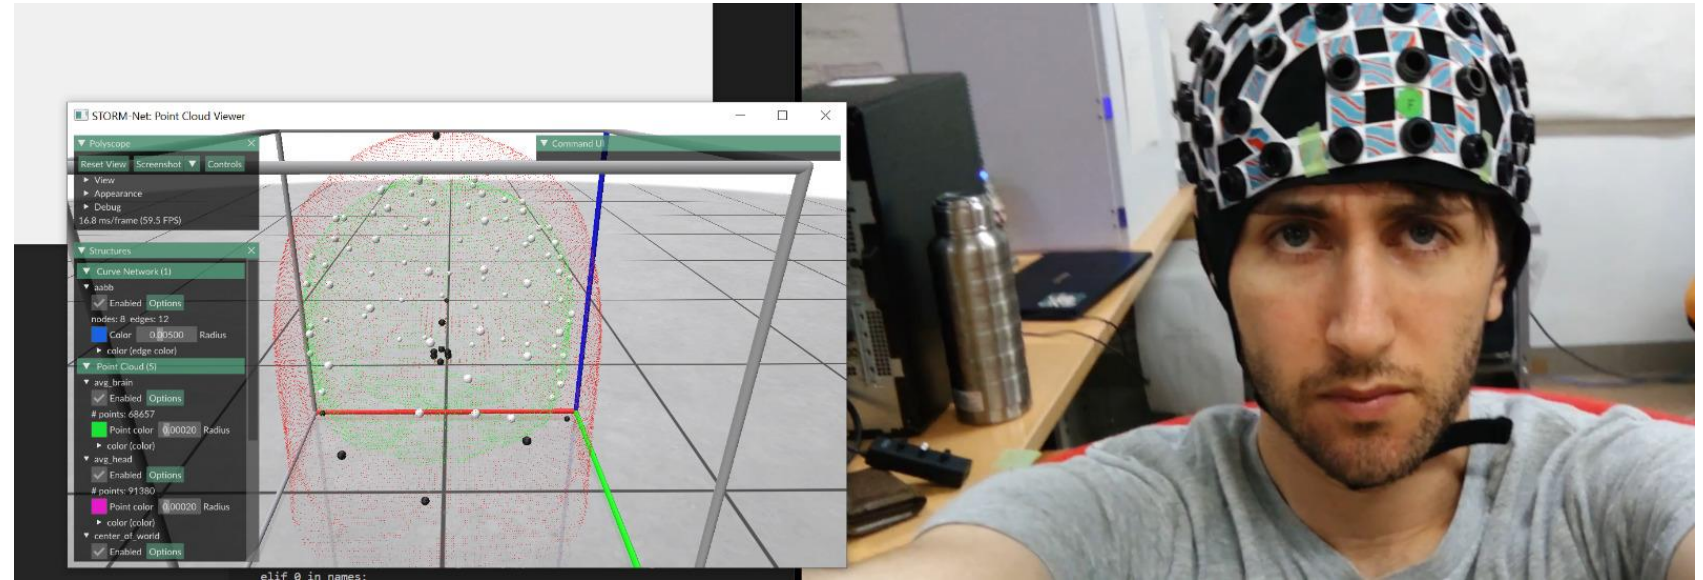 STORM-Net: Point Cloud Viewer
Polyscope
Command UI
Reset View Screenshot Controls
View
Appearance
Debug
16.8 ms/frame (59.5 FPS)
Structures
Curve Network (1)
aabb
Enabled Options
nodes: 8 edges: 12
Color 0.00500 Radius
color (edge color)
Point Cloud (5)
avg_brain
Enabled Options
# points: 68657
Point color 0.00020 Radius
color (color)
avg_head
Enabled Options
# points: 91380
Point color 0.00020 Radius
color (color)
center_of_world
Enabled Options
elif 0 in names: